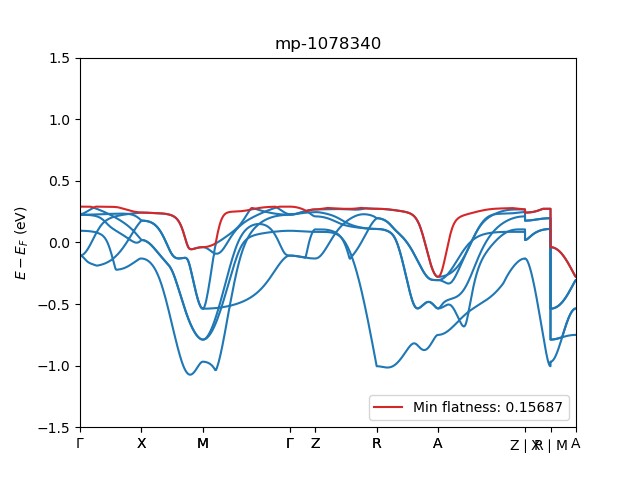 mp-1078340
E − E_F (eV)
1.5
1.0
0.5
0.0
−0.5
−1.0
−1.5
Min flatness: 0.15687
Γ X M Γ Z R A Z | X R | M A